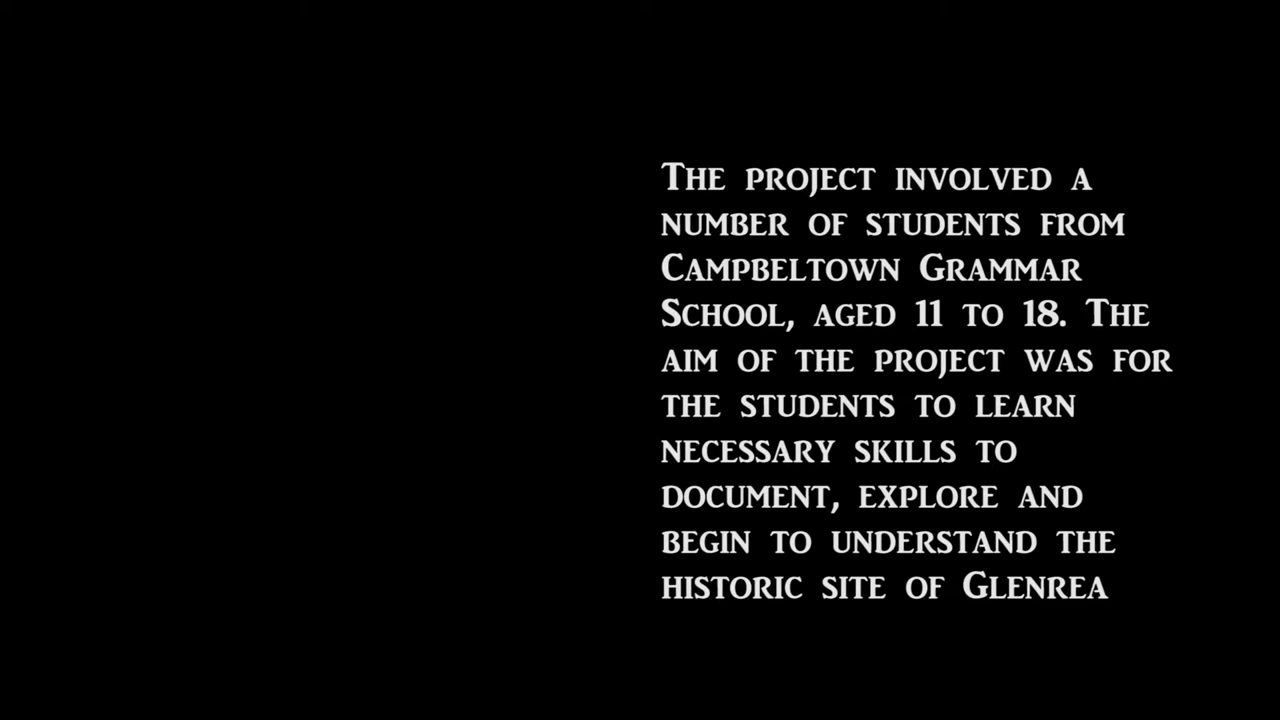 The project involved a
number of students from
Campbeltown Grammar
School, aged 11 to 18. The
aim of the project was for
the students to learn
necessary skills to
document, explore and
begin to understand the
historic site of Glenrea